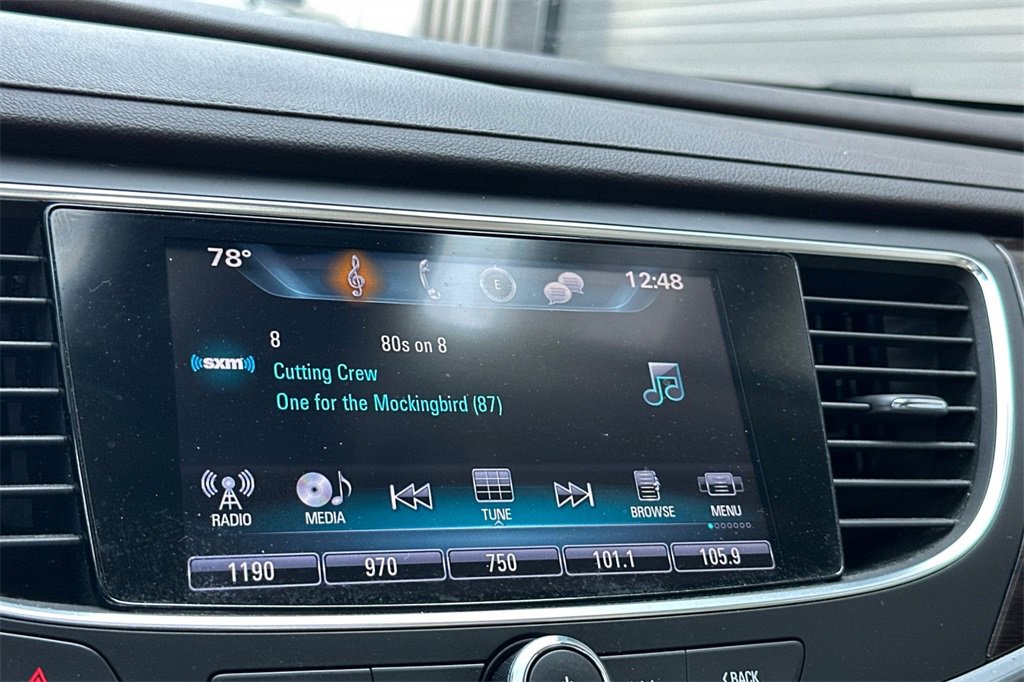 78°
E
12:48
8 80s on 8
sxm
Cutting Crew
One for the Mockingbird (87)
RADIO MEDIA TUNE BROWSE MENU
1190 970 750 101.1 105.9
BACK